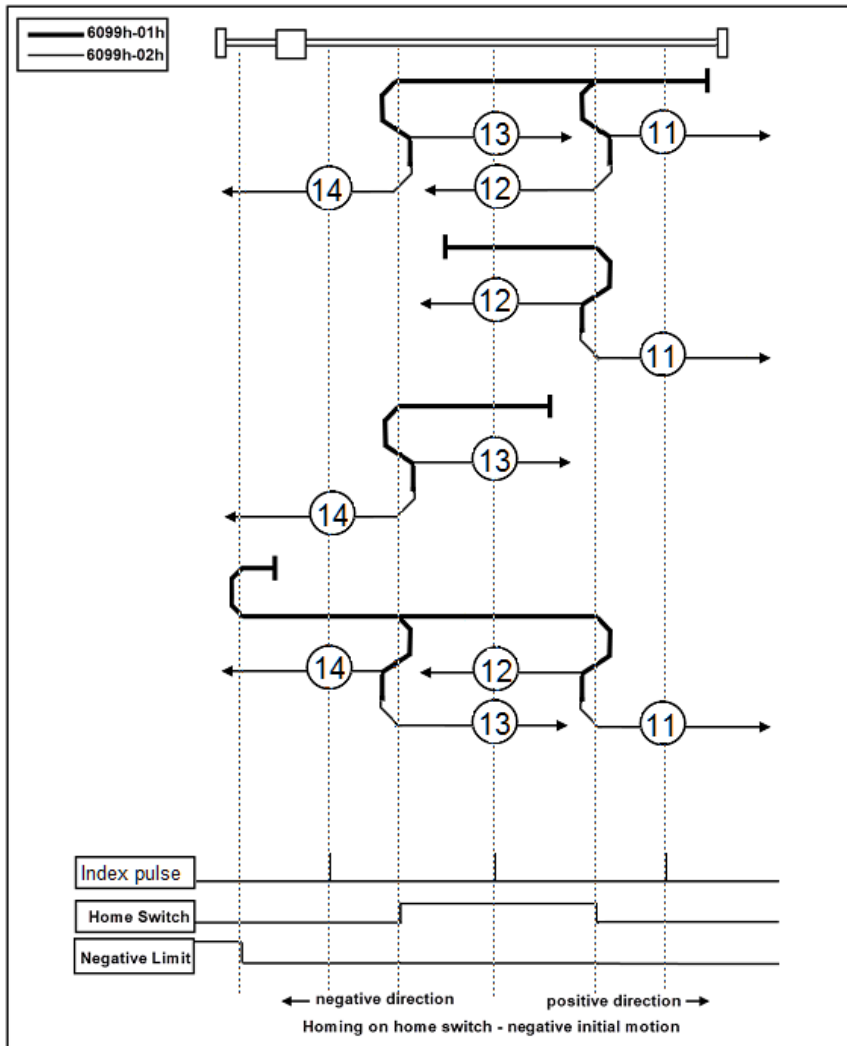 6099h-01h
6099h-02h
13
11
14
12
12
11
13
14
14
12
13
11
Index pulse
Home Switch
Negative Limit
negative direction
positive direction
Homing on home switch - negative initial motion